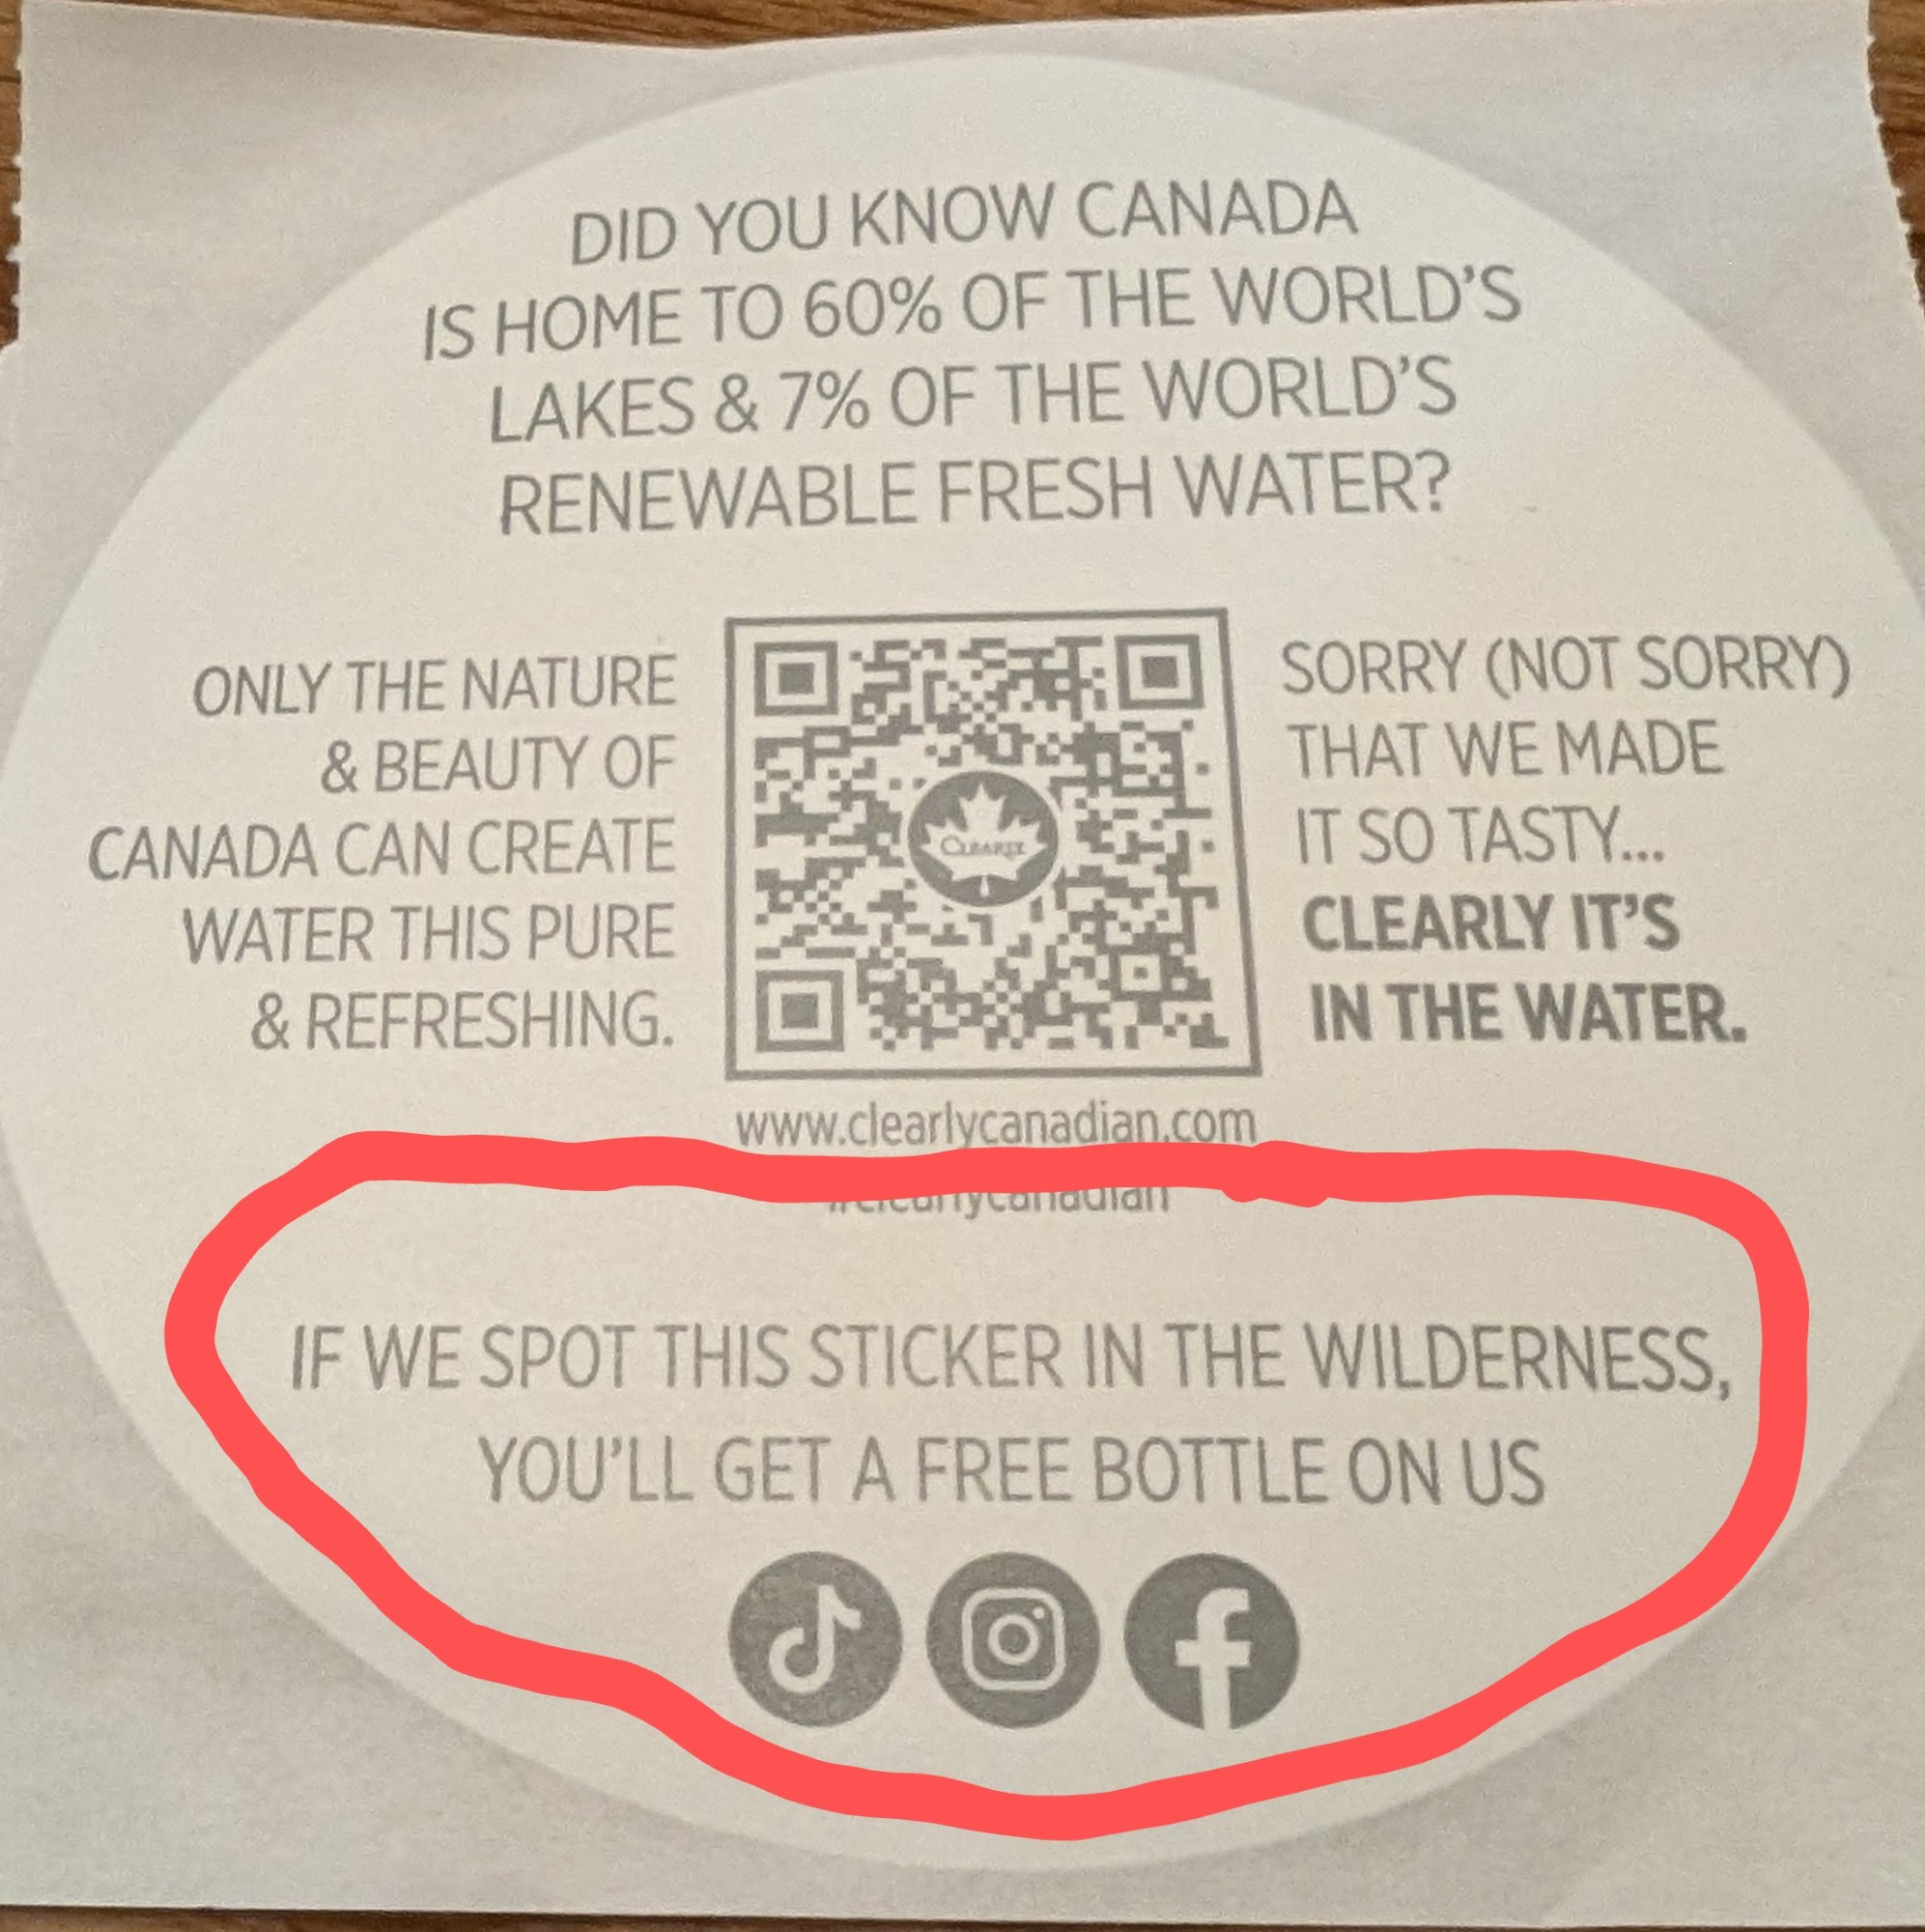 DID YOU KNOW CANADA
IS HOME TO 60% OF THE WORLD'S
LAKES & 7% OF THE WORLD'S
RENEWABLE FRESH WATER?
ONLY THE NATURE
& BEAUTY OF
CANADA CAN CREATE
WATER THIS PURE
& REFRESHING.
CLEARLY
SORRY (NOT SORRY)
THAT WE MADE
IT SO TASTY...
CLEARLY IT'S
IN THE WATER.
www.clearlycanadian.com
#clearlycanadian
IF WE SPOT THIS STICKER IN THE WILDERNESS,
YOU'LL GET A FREE BOTTLE ON US